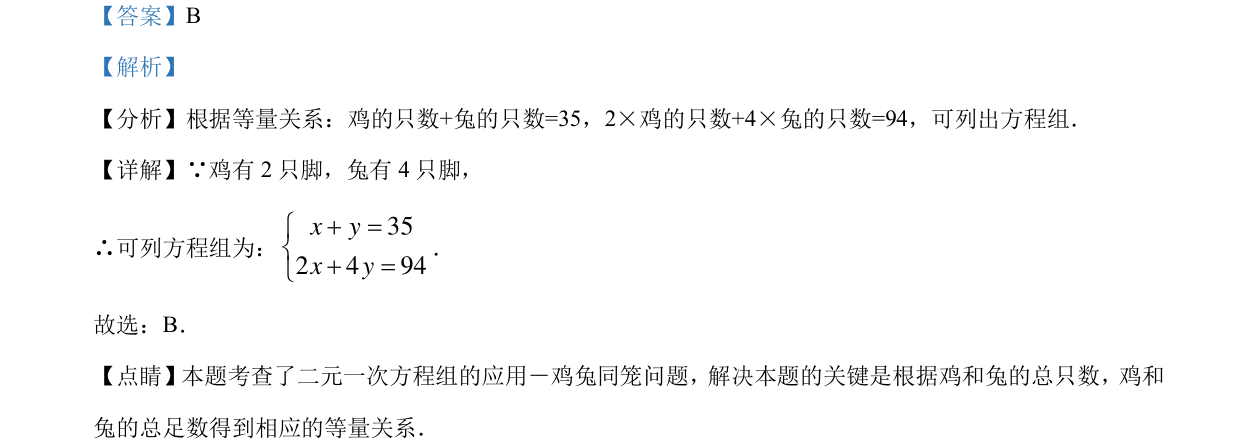 【答案】B
【解析】
【分析】根据等量关系：鸡的只数+兔的只数=35，2×鸡的只数+4×兔的只数=94，可列出方程组．
【详解】∵鸡有 2 只脚，兔有 4 只脚，
∴可列方程组为：{x + y = 35
2x + 4y = 94．
故选：B．
【点睛】本题考查了二元一次方程组的应用－鸡兔同笼问题，解决本题的关键是根据鸡和兔的总只数，鸡和
兔的总足数得到相应的等量关系．